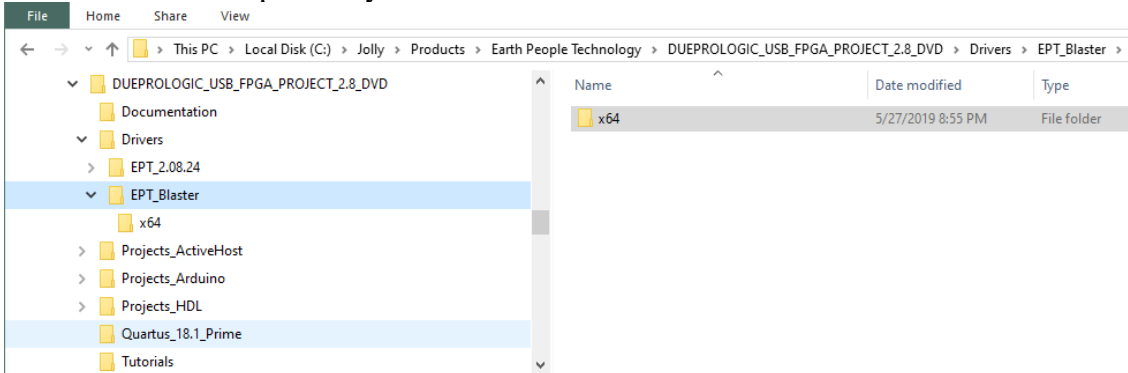 File Home Share View
This PC > Local Disk (C:) > Jolly > Products > Earth People Technology > DUEPROLOGIC_USB_FPGA_PROJECT_2.8_DVD > Drivers > EPT_Blaster >
DUEPROLOGIC_USB_FPGA_PROJECT_2.8_DVD
Documentation
Drivers
EPT_2.08.24
EPT_Blaster
x64
Projects_ActiveHost
Projects_Arduino
Projects_HDL
Quartus_18.1_Prime
Tutorials
Name Date modified Type
x64 5/27/2019 8:55 PM File folder